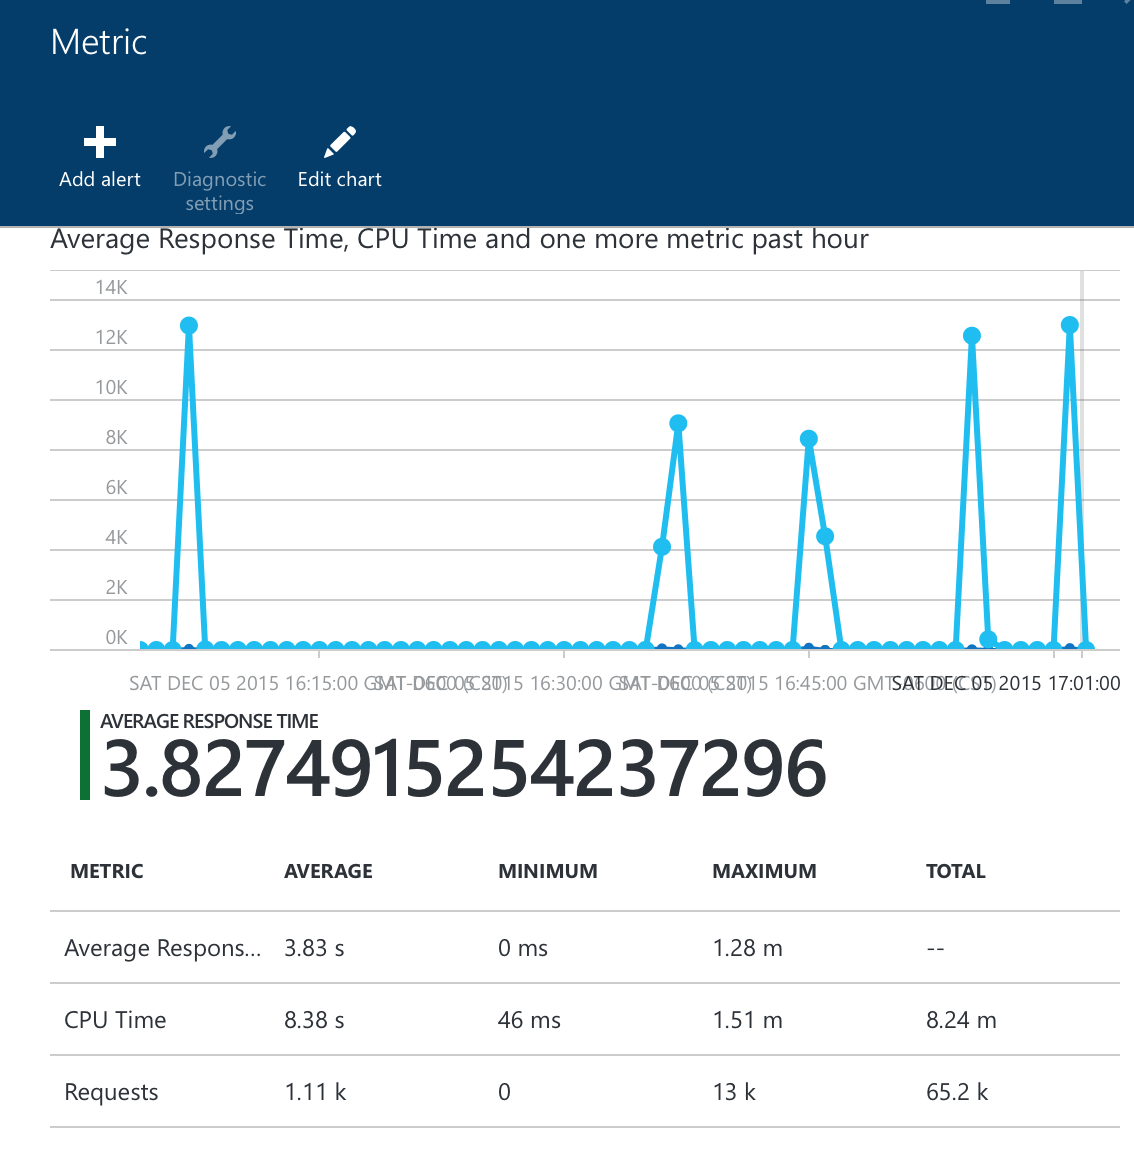 Metric
Add alert
Diagnostic settings
Edit chart
Average Response Time, CPU Time and one more metric past hour
14K
12K
10K
8K
6K
4K
2K
0K
SAT DEC 05 2015 16:15:00 GMT-0600 (CST)
SAT DEC 05 2015 16:30:00 GMT-0600 (CST)
SAT DEC 05 2015 16:45:00 GMT-0600 (CST)
SAT DEC 05 2015 17:01:00
AVERAGE RESPONSE TIME
3.8274915254237296
METRIC AVERAGE MINIMUM MAXIMUM TOTAL
Average Respons... 3.83 s 0 ms 1.28 m --
CPU Time 8.38 s 46 ms 1.51 m 8.24 m
Requests 1.11 k 0 13 k 65.2 k